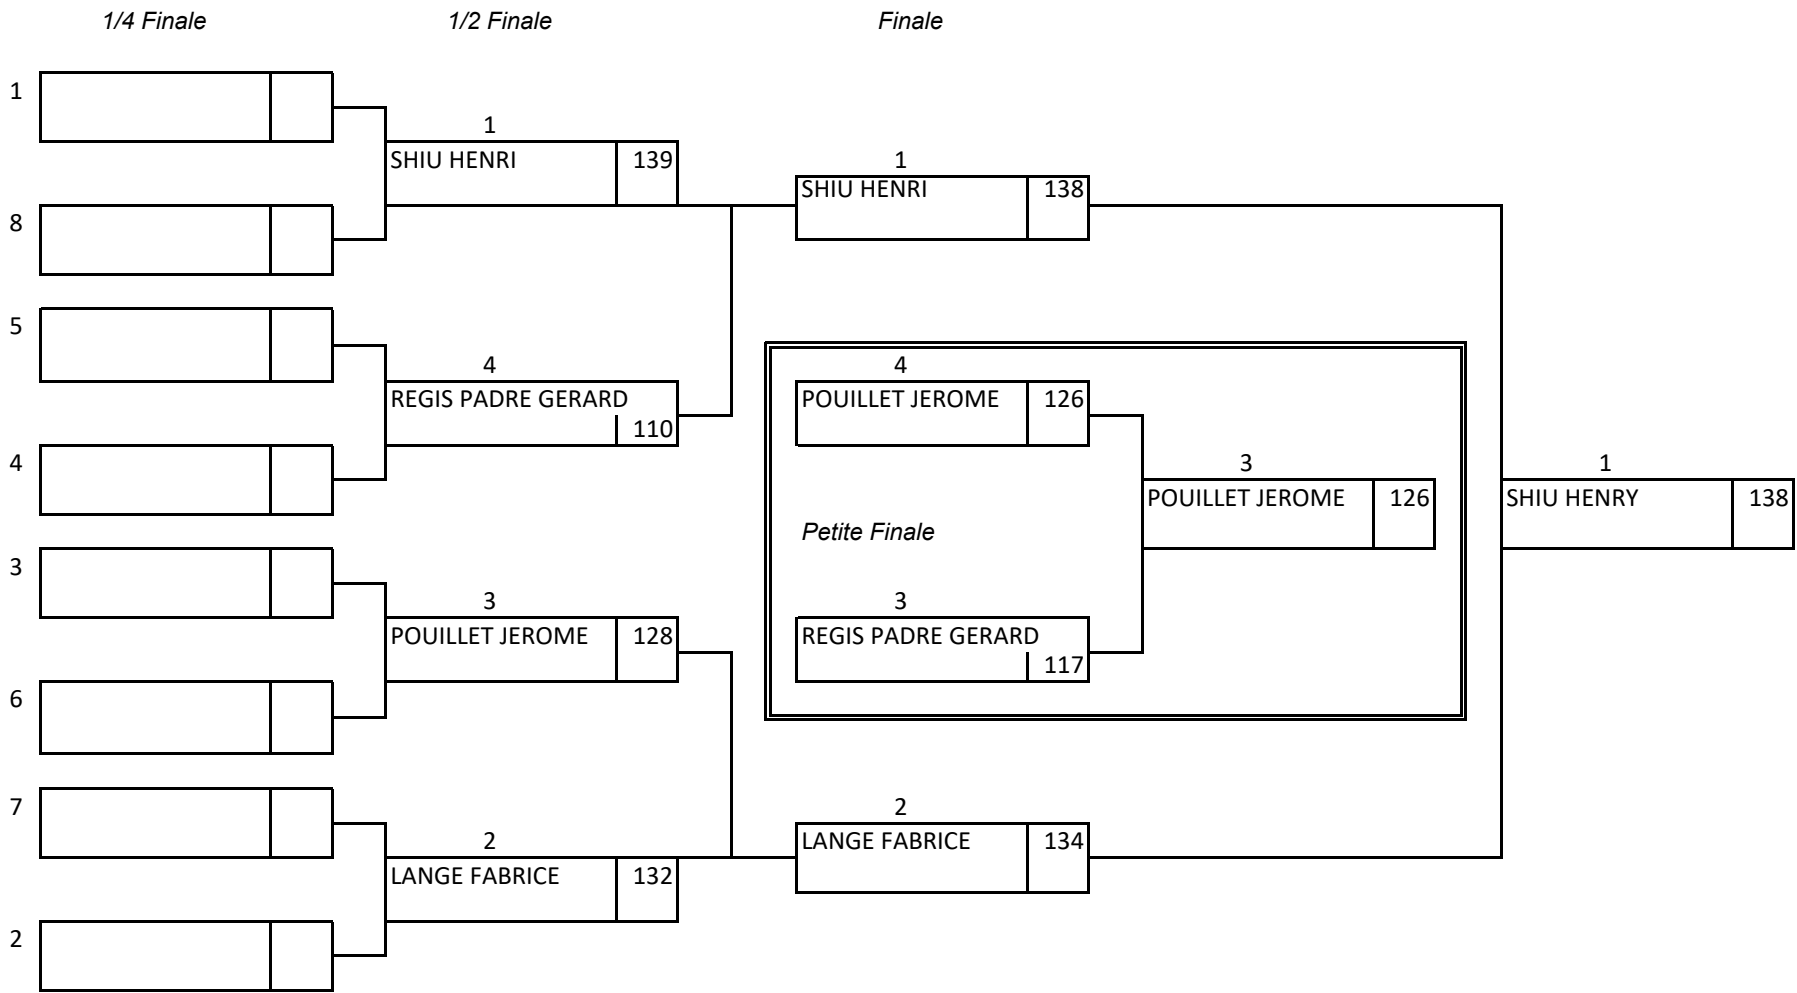 1/4 Finale
1/2 Finale
Finale
1
8
5
4
3
6
7
2
1
SHIU HENRI 139
4
REGIS PADRE GERARD
110
3
POUILLET JEROME 128
2
LANGE FABRICE 132
1
SHIU HENRI 138
4
POUILLET JEROME 126
Petite Finale
3
REGIS PADRE GERARD
117
3
POUILLET JEROME 126
2
LANGE FABRICE 134
1
SHIU HENRY 138